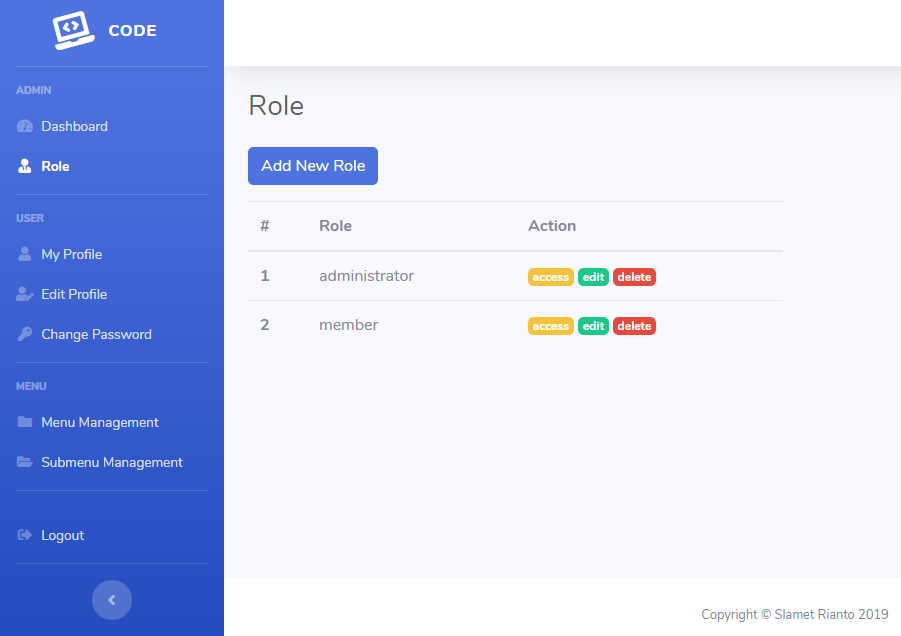 CODE
ADMIN
Dashboard
Role
USER
My Profile
Edit Profile
Change Password
MENU
Menu Management
Submenu Management
Logout
Role
Add New Role
# Role Action
1 administrator access edit delete
2 member access edit delete
Copyright © Slamet Rianto 2019